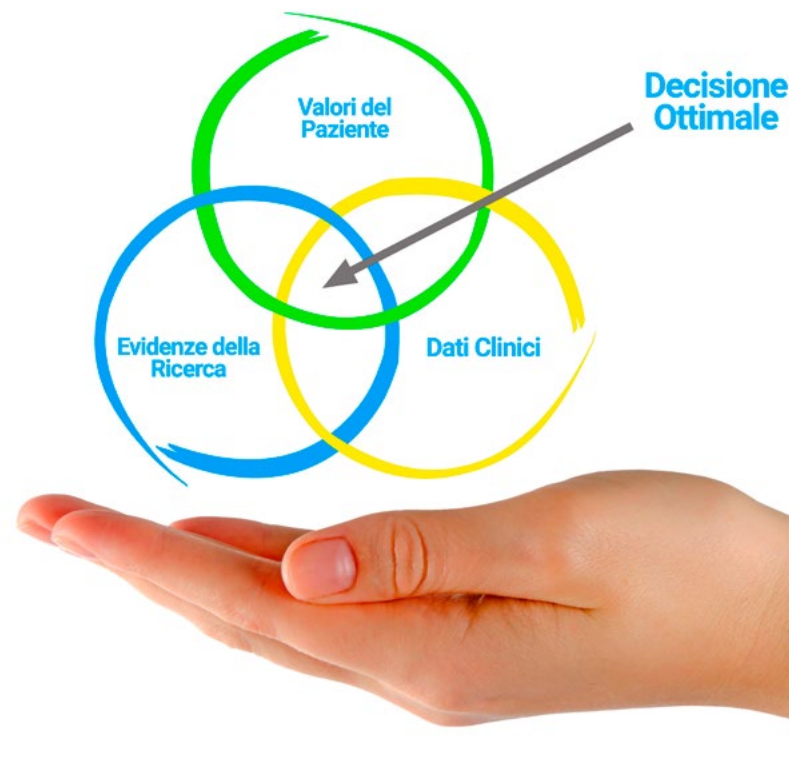 Valori del
Paziente
Decisione
Ottimale
Evidenze della
Ricerca
Dati Clinici